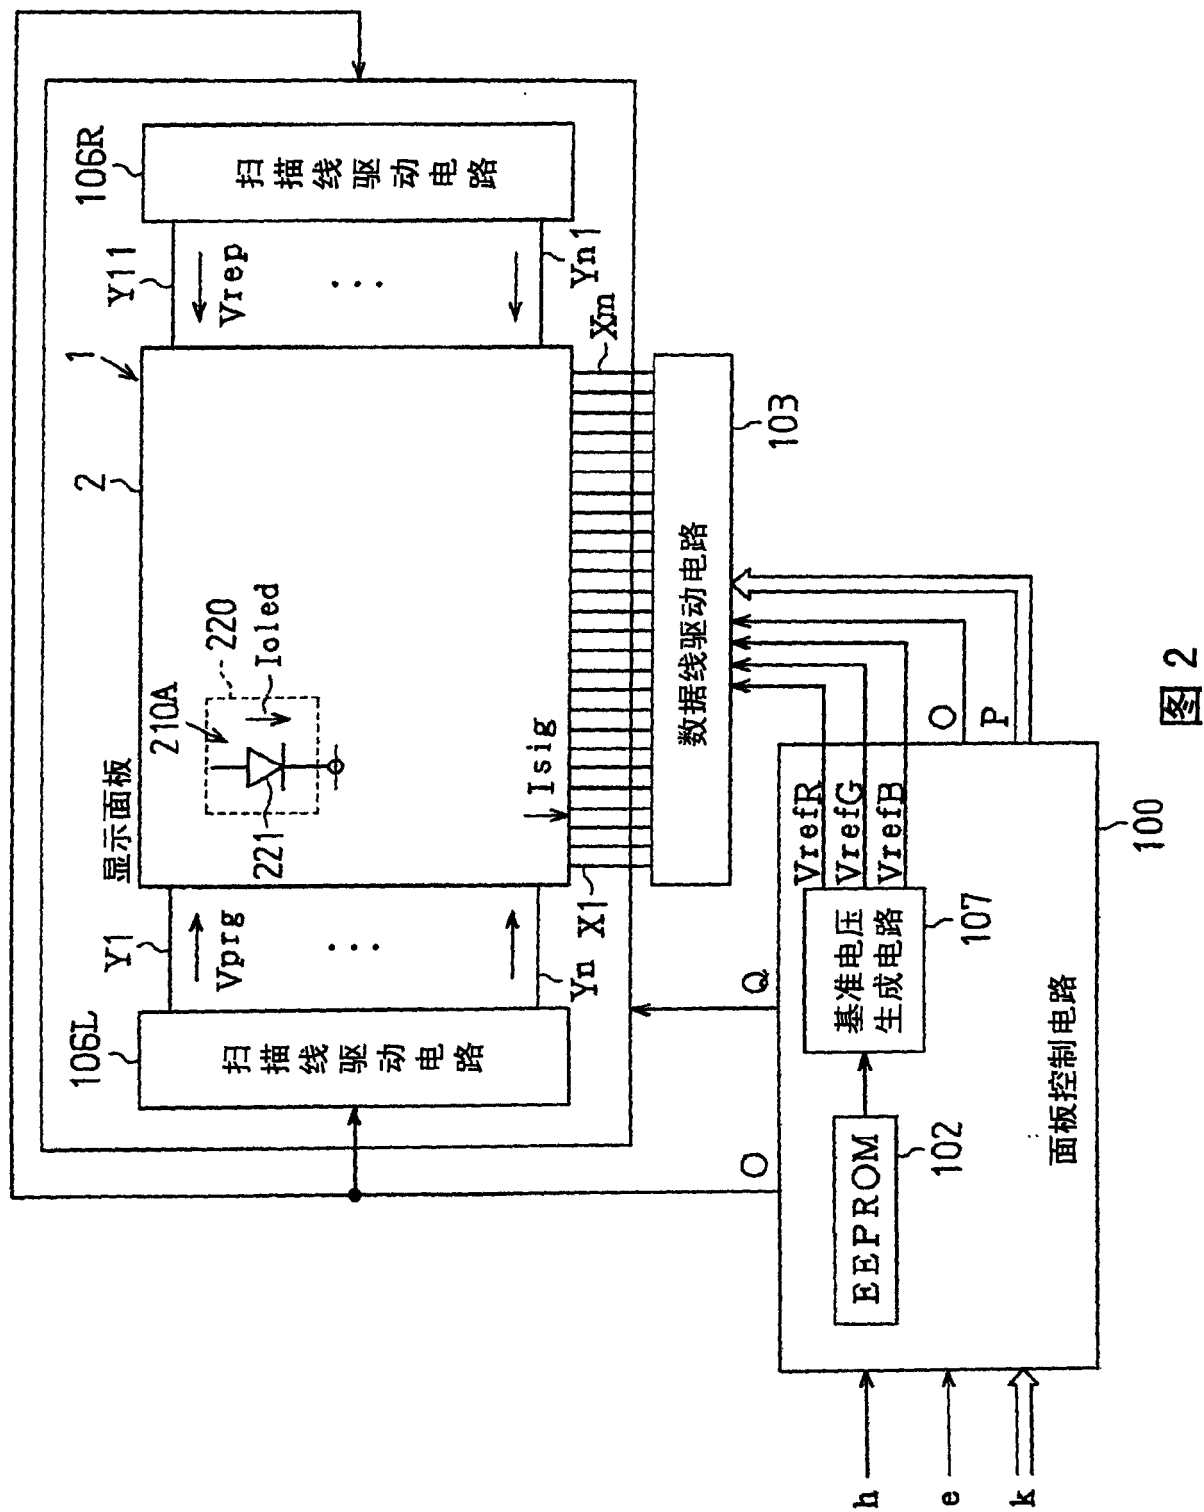 106L
扫描线驱动电路
Y1
Vprg
...
Yn
显示面板
210A
220
Ioled
221
2
1
Isig
X1
Xm
Y11
Vrep
...
Yn1
106R
扫描线驱动电路
数据线驱动电路
103
O
Q
VrefR
VrefG
VrefB
O
P
h
e
k
EEPROM
102
基准电压
生成电路
107
面板控制电路
100
图 2